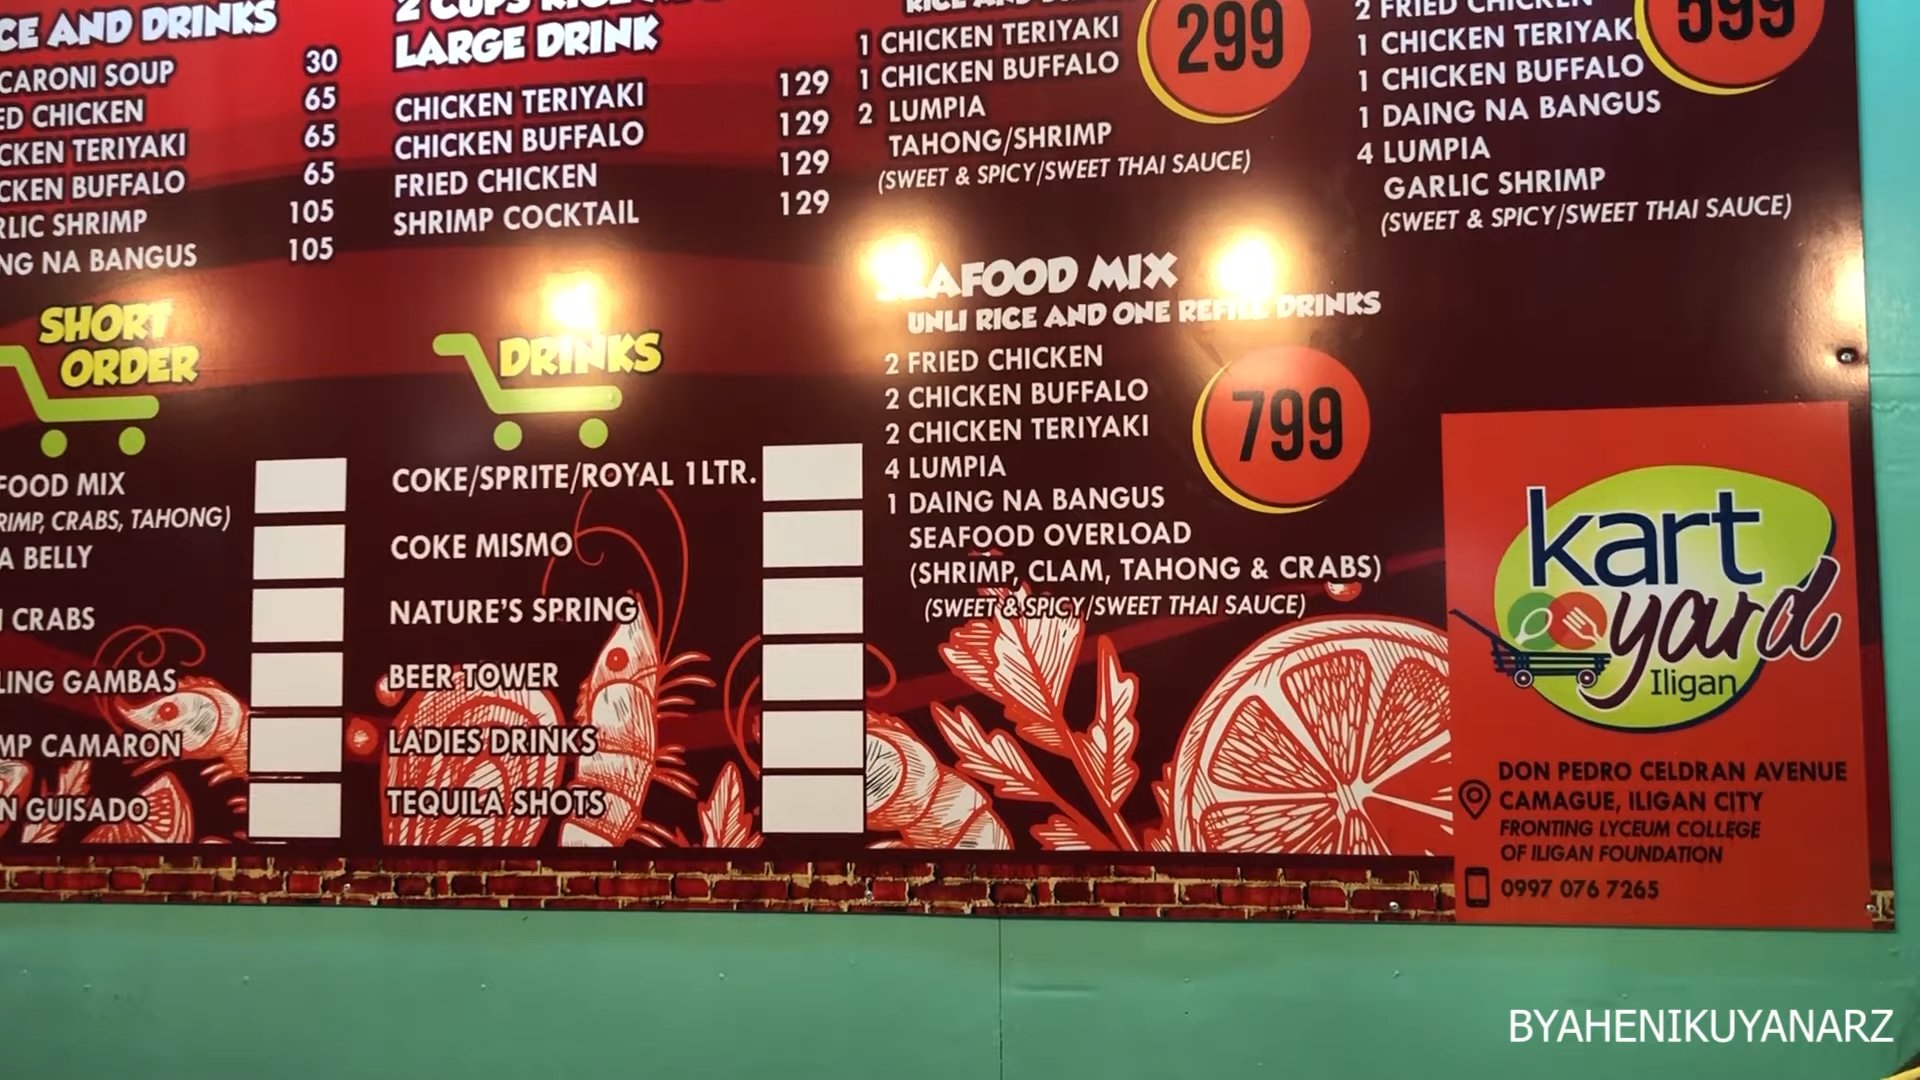 CE AND DRINKS
CARONI SOUP 30
ED CHICKEN 65
CKEN TERIYAKI 65
CKEN BUFFALO 65
RLIC SHRIMP 105
NG NA BANGUS 105
2 CUPS
LARGE DRINK
CHICKEN TERIYAKI 129
CHICKEN BUFFALO 129
FRIED CHICKEN 129
SHRIMP COCKTAIL 129
1 CHICKEN TERIYAKI
1 CHICKEN BUFFALO
2 LUMPIA
TAHONG/SHRIMP
(SWEET & SPICY/SWEET THAI SAUCE)
299
2 FRIED CHICKEN
1 CHICKEN TERIYAK
1 CHICKEN BUFFALO
1 DAING NA BANGUS
4 LUMPIA
GARLIC SHRIMP
(SWEET & SPICY/SWEET THAI SAUCE)
599
SHORT
ORDER
FOOD MIX
RIMP, CRABS, TAHONG)
A BELLY
CRABS
LING GAMBAS
MP CAMARON
N GUISADO
DRINKS
COKE/SPRITE/ROYAL 1LTR.
COKE MISMO
NATURE'S SPRING
BEER TOWER
LADIES DRINKS
TEQUILA SHOTS
AFOOD MIX
UNLI RICE AND ONE REFILL DRINKS
2 FRIED CHICKEN
2 CHICKEN BUFFALO
2 CHICKEN TERIYAKI
4 LUMPIA
1 DAING NA BANGUS
SEAFOOD OVERLOAD
(SHRIMP, CLAM, TAHONG & CRABS)
(SWEET & SPICY/SWEET THAI SAUCE)
799
kart
yard
Iligan
DON PEDRO CELDRAN AVENUE
CAMAGUE, ILIGAN CITY
FRONTING LYCEUM COLLEGE
OF ILIGAN FOUNDATION
0997 076 7265
BYAHENIKUYANARZ